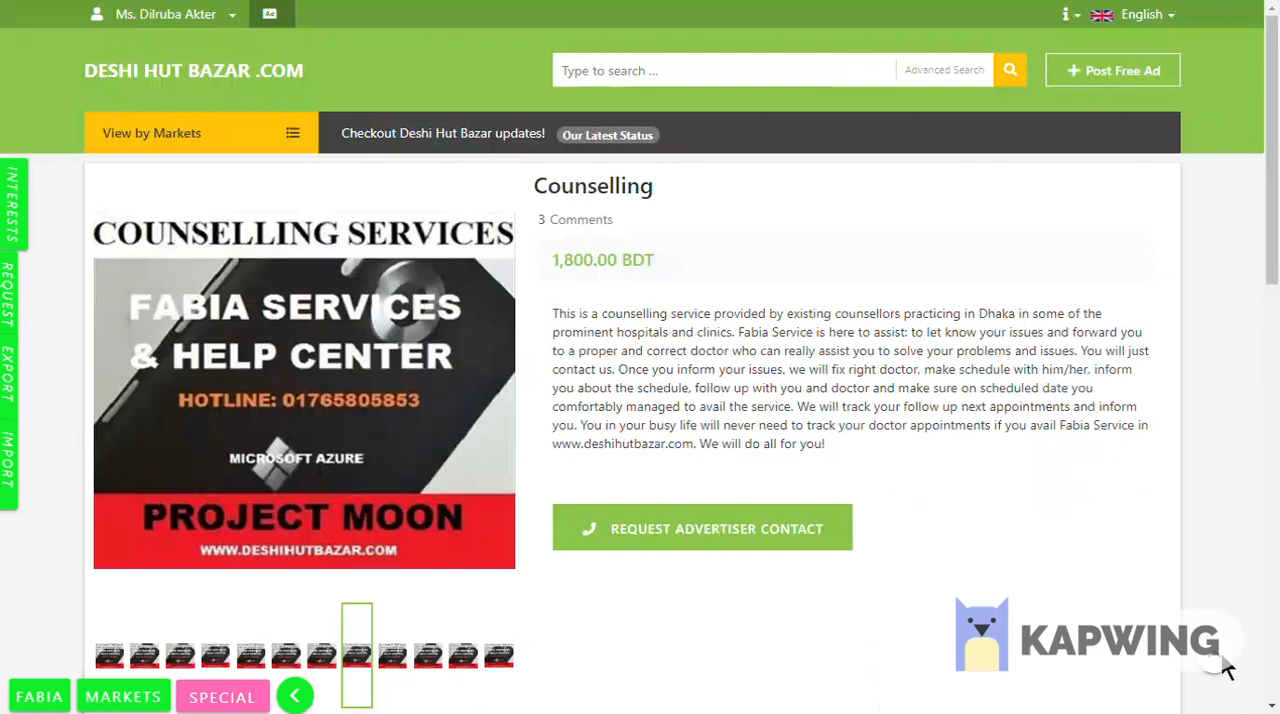 Ms. Dilruba Akter
Ad
English
DESHI HUT BAZAR .COM
Type to search ...
Advanced Search
Post Free Ad
View by Markets
Checkout Deshi Hut Bazar updates!
Our Latest Status
INTERESTS
REQUEST
EXPORT
IMPORT
COUNSELLING SERVICES
FABIA SERVICES
& HELP CENTER
HOTLINE: 01765805853
MICROSOFT AZURE
PROJECT MOON
WWW.DESHIHUTBAZAR.COM
Counselling
3 Comments
1,800.00 BDT
This is a counselling service provided by existing counsellors practicing in Dhaka in some of the
prominent hospitals and clinics. Fabia Service is here to assist: to let know your issues and forward you
to a proper and correct doctor who can really assist you to solve your problems and issues. You will just
contact us. Once you inform your issues, we will fix right doctor, make schedule with him/her, inform
you about the schedule, follow up with you and doctor and make sure on scheduled date you
comfortably managed to avail the service. We will track your follow up next appointments and inform
you. You in your busy life will never need to track your doctor appointments if you avail Fabia Service in
www.deshihutbazar.com. We will do all for you!
REQUEST ADVERTISER CONTACT
KAPWING
FABIA
MARKETS
SPECIAL